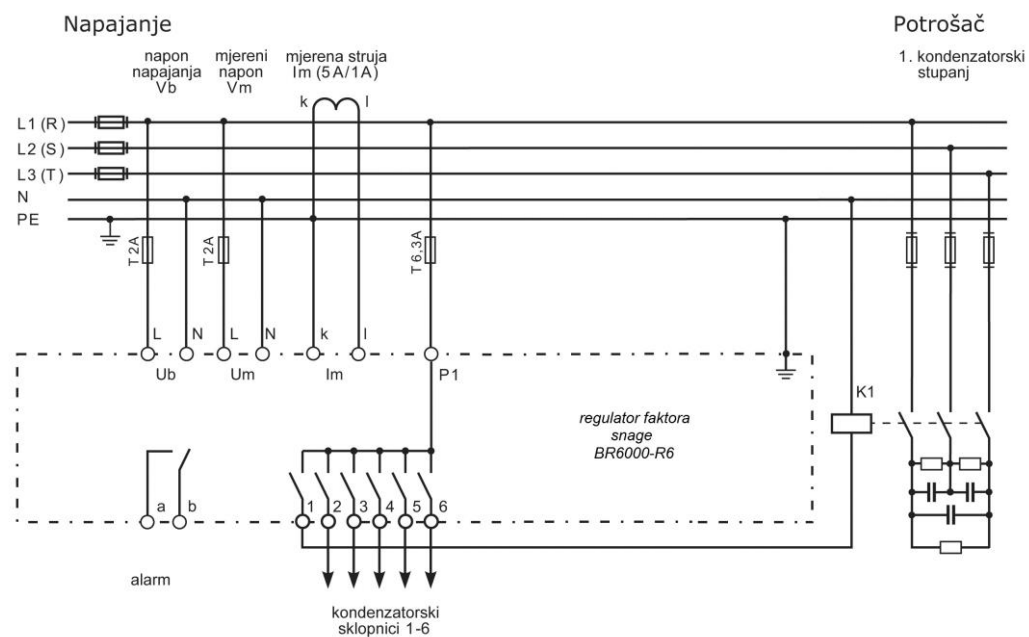 Napajanje
Potrošač
napon
napajanja
Vb
mjereni
napon
Vm
mjerena struja
Im (5A/1A)
1. kondenzatorski
stupanj
k
l
L1 (R)
L2 (S)
L3 (T)
N
PE
T 2A
T 2A
T 6,3A
L
N
L
N
k
l
Ub
Um
Im
P1
K1
regulator faktora
snage
BR6000-R6
a
b
1
2
3
4
5
6
alarm
kondenzatorski
sklopnici 1-6